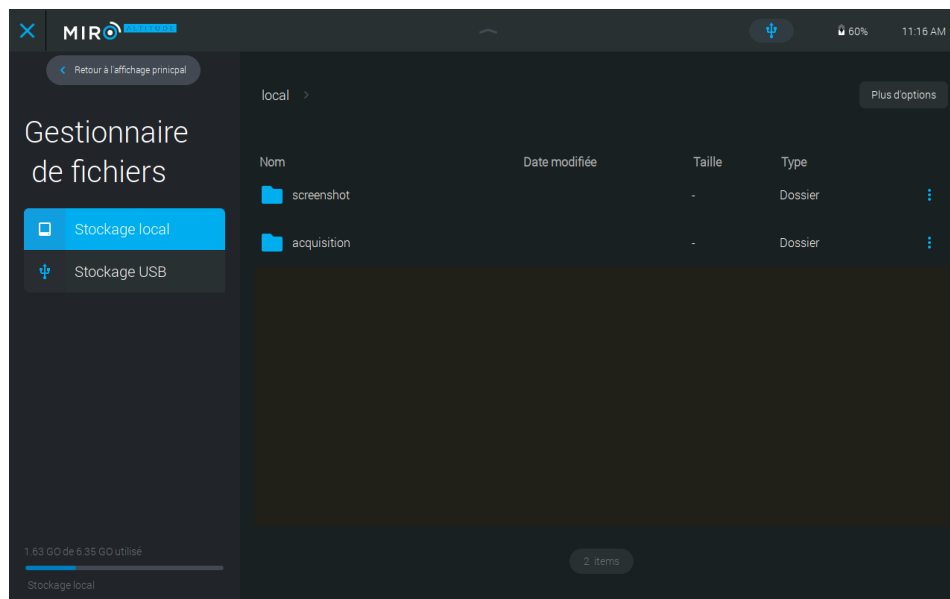 MIRO ALTITUDE
60%
11:16 AM
Retour à l'affichage prinicpal
local
Plus d'options
Gestionnaire
de fichiers
Nom Date modifiée Taille Type
screenshot - Dossier
acquisition - Dossier
Stockage local
Stockage USB
1.63 GO de 6.35 GO utilisé
Stockage local
2 items